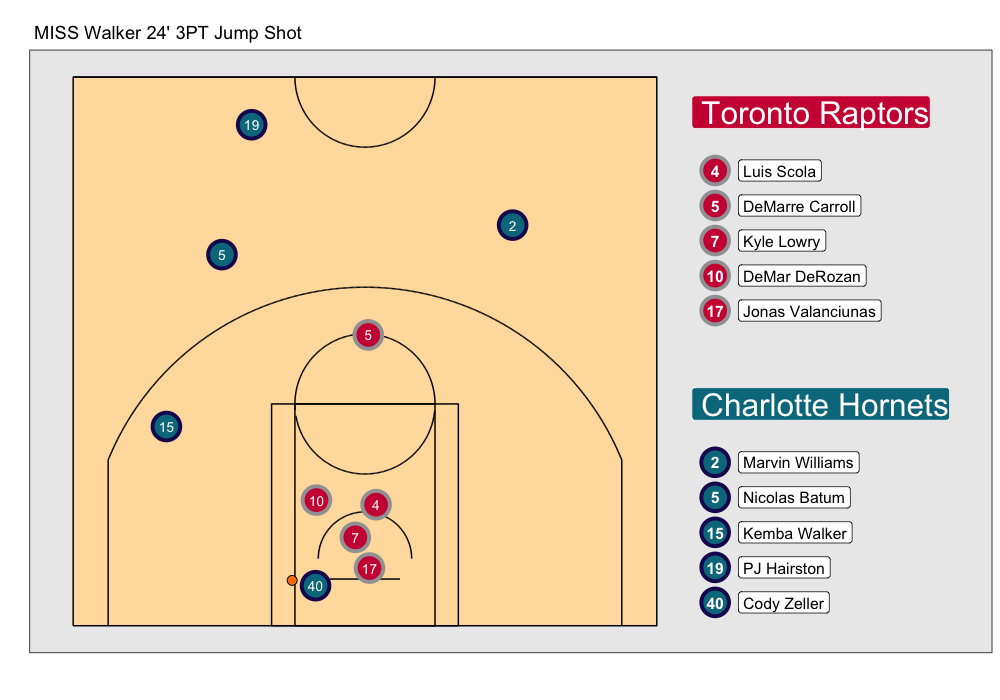 MISS Walker 24' 3PT Jump Shot
19
2
5
5
15
10
4
7
17
40
Toronto Raptors
4 Luis Scola
5 DeMarre Carroll
7 Kyle Lowry
10 DeMar DeRozan
17 Jonas Valanciunas
Charlotte Hornets
2 Marvin Williams
5 Nicolas Batum
15 Kemba Walker
19 PJ Hairston
40 Cody Zeller